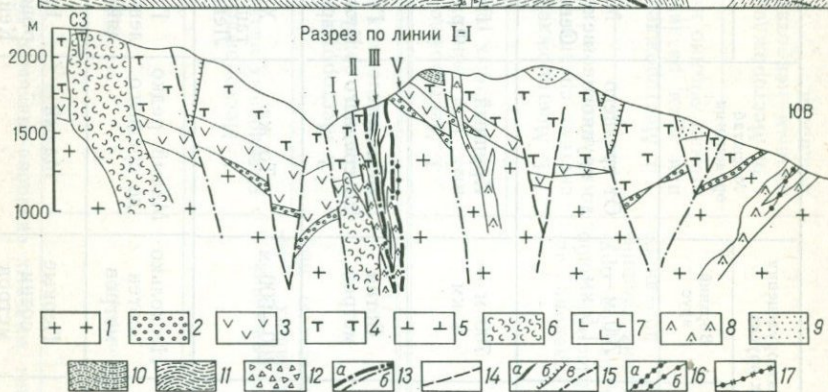 м
СЗ
Разрез по линии I-I
2000
I II III V
ЮВ
1500
1000
1 2 3 4 5 6 7 8 9
10 11 12 а б 13 14 а б в 15 а б 16 17